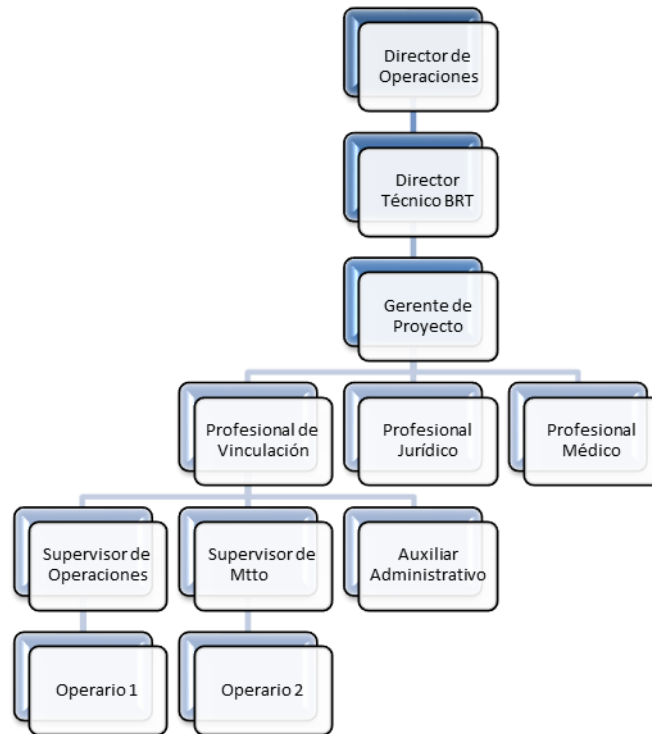 Director de
Operaciones
Director
Técnico BRT
Gerente de
Proyecto
Profesional de
Vinculación
Profesional
Jurídico
Profesional
Médico
Supervisor de
Operaciones
Supervisor de
Mtto
Auxiliar
Administrativo
Operario 1
Operario 2